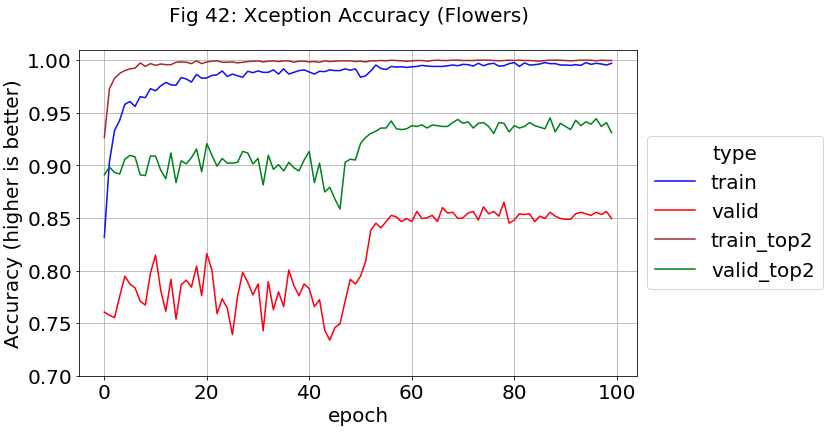 Fig 42: Xception Accuracy (Flowers)
Accuracy (higher is better)
1.00
0.95
0.90
0.85
0.80
0.75
0.70
0 20 40 60 80 100
epoch
type
train
valid
train_top2
valid_top2